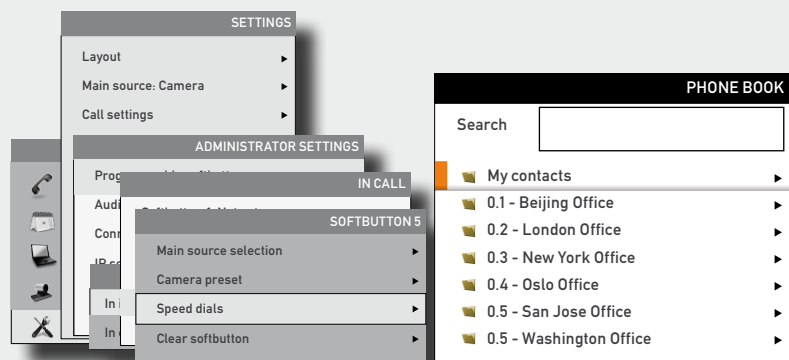 SETTINGS
Layout
Main source: Camera
Call settings
ADMINISTRATOR SETTINGS
IN CALL
SOFTBUTTON 5
Main source selection
Camera preset
Speed dials
Clear softbutton
In
In
PHONE BOOK
Search
My contacts
0.1 - Beijing Office
0.2 - London Office
0.3 - New York Office
0.4 - Oslo Office
0.5 - San Jose Office
0.5 - Washington Office